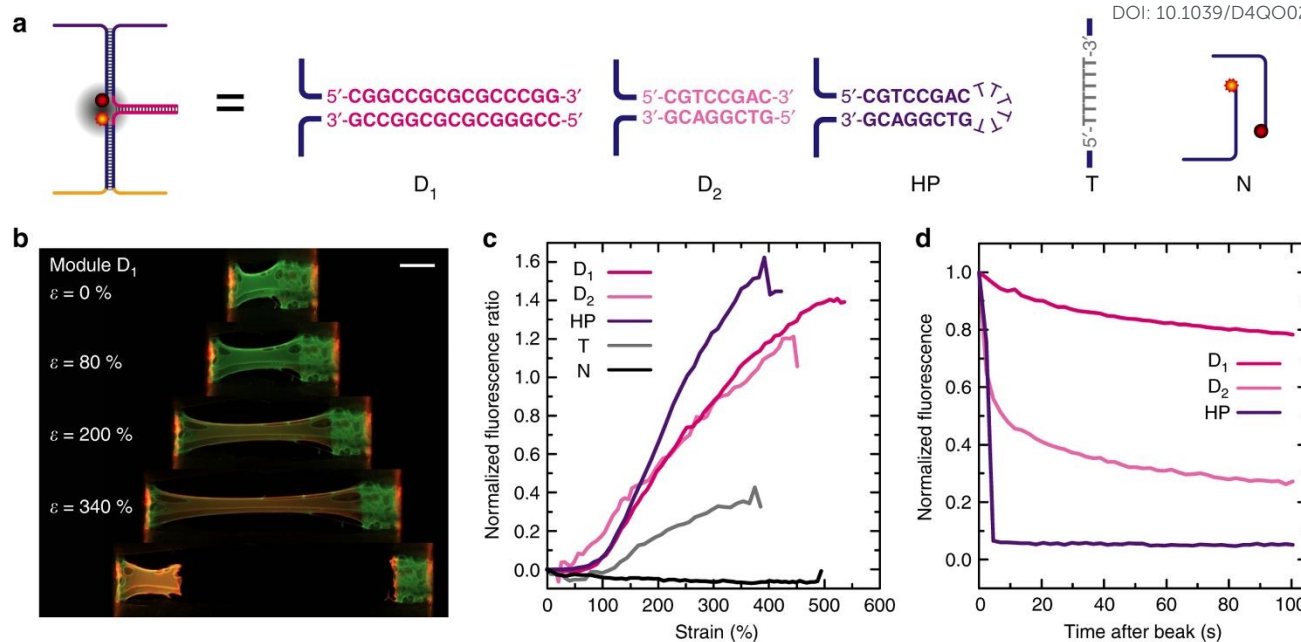 DOI: 10.1039/D4QO02
a
=
5′-CGGCCGCGCGCCCGG-3′
3′-GCCGGCGCGCGGGCC-5′
D1
5′-CGTCCGAC-3′
3′-GCAGGCTG-5′
D2
5′-CGTCCGAC
3′-GCAGGCTG
T T T T T T T
HP
5′-TTTTTTT-3′
T
N
b
Module D1
ε = 0 %
ε = 80 %
ε = 200 %
ε = 340 %
c
Normalized fluorescence ratio
1.6
1.4
1.2
1.0
0.8
0.6
0.4
0.2
0.0
D1
D2
HP
T
N
0 100 200 300 400 500 600
Strain (%)
d
Normalized fluorescence
1.0
0.8
0.6
0.4
0.2
0.0
D1
D2
HP
0 20 40 60 80 100
Time after beak (s)